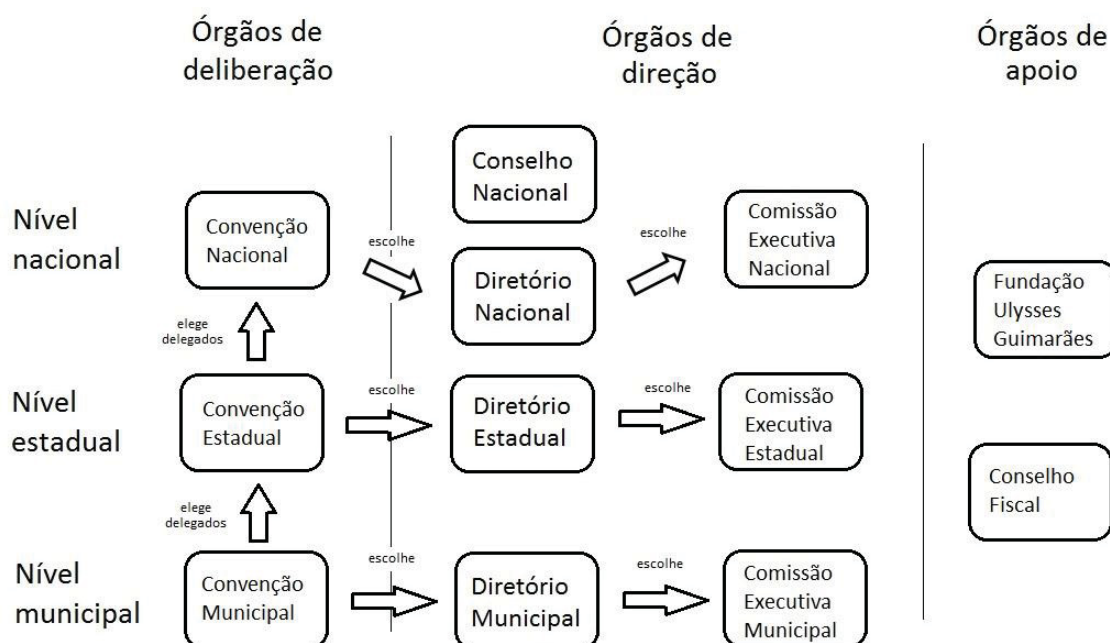 Órgãos de
deliberação
Órgãos de
direção
Órgãos de
apoio
Nível
nacional
Convenção
Nacional
escolhe
Conselho
Nacional
Diretório
Nacional
escolhe
Comissão
Executiva
Nacional
Fundação
Ulysses
Guimarães
elege
delegados
Nível
estadual
Convenção
Estadual
escolhe
Diretório
Estadual
escolhe
Comissão
Executiva
Estadual
Conselho
Fiscal
elege
delegados
Nível
municipal
Convenção
Municipal
escolhe
Diretório
Municipal
escolhe
Comissão
Executiva
Municipal